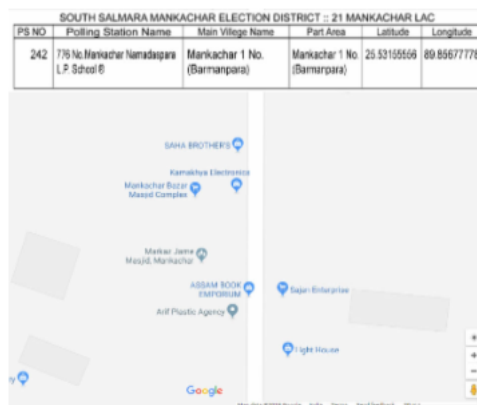 SOUTH SALMARA MANKACHAR ELECTION DISTRICT :: 21 MANKACHAR LAC
PS NO Polling Station Name Main Villege Name Part Area Latitude Longitude
242 776 No.Mankachar Namadaspara Mankachar 1 No. Mankachar 1 No. 25.53155556 89.85677778
L.P. School (Barmanpara) (Barmanpara)
SAHA BROTHER'S
Kamakhya Electronics
Mankachar Bazar
Masjid Complex
Markaz Jame
Masjid, Mankachar
ASSAM BOOK
EMPORIUM
Sajan Enterprise
Arif Plastic Agency
Light House
Google